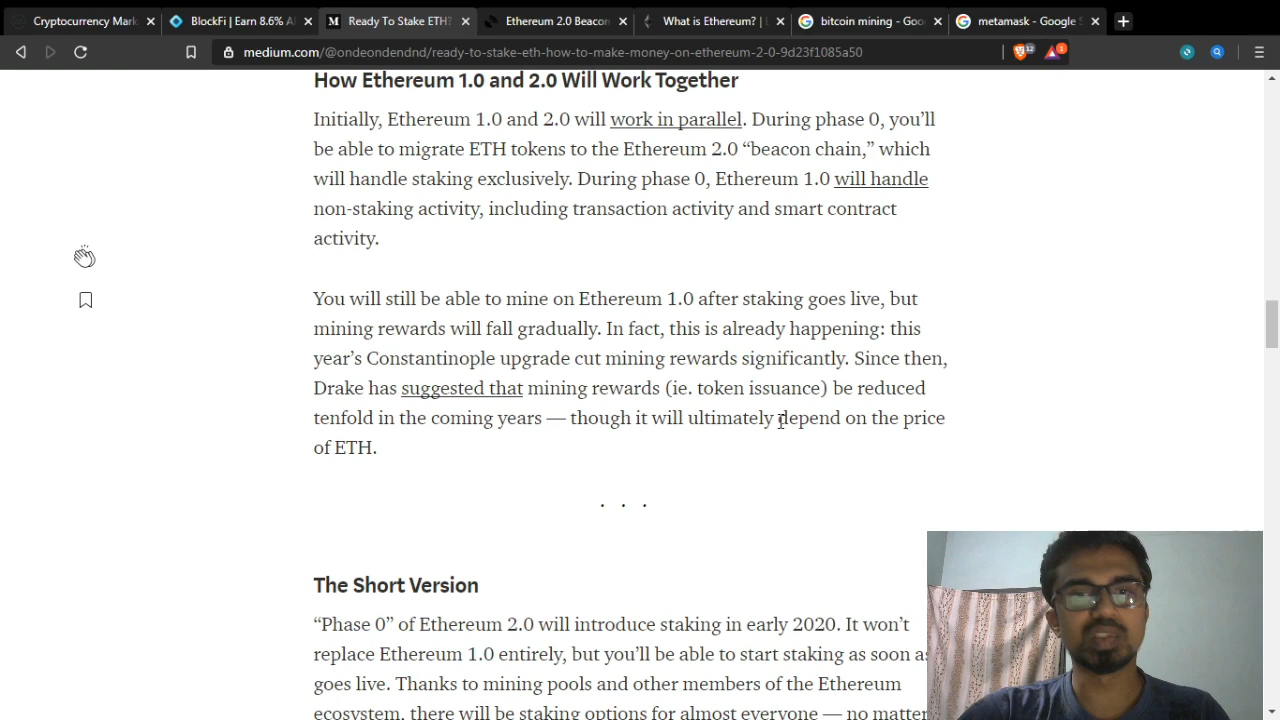 Cryptocurrency Mark
BlockFi | Earn 8.6% A
Ready To Stake ETH?
Ethereum 2.0 Beacon
What is Ethereum? |
bitcoin mining - Goo
metamask - Google S
medium.com/@ondeondendnd/ready-to-stake-eth-how-to-make-money-on-ethereum-2-0-9d23f1085a50
12
1
How Ethereum 1.0 and 2.0 Will Work Together
Initially, Ethereum 1.0 and 2.0 will work in parallel. During phase 0, you’ll
be able to migrate ETH tokens to the Ethereum 2.0 “beacon chain,” which
will handle staking exclusively. During phase 0, Ethereum 1.0 will handle
non-staking activity, including transaction activity and smart contract
activity.
You will still be able to mine on Ethereum 1.0 after staking goes live, but
mining rewards will fall gradually. In fact, this is already happening: this
year’s Constantinople upgrade cut mining rewards significantly. Since then,
Drake has suggested that mining rewards (ie. token issuance) be reduced
tenfold in the coming years — though it will ultimately depend on the price
of ETH.
. . .
The Short Version
“Phase 0” of Ethereum 2.0 will introduce staking in early 2020. It won’t
replace Ethereum 1.0 entirely, but you’ll be able to start staking as soon as
goes live. Thanks to mining pools and other members of the Ethereum
ecosystem, there will be staking options for almost everyone — no matter